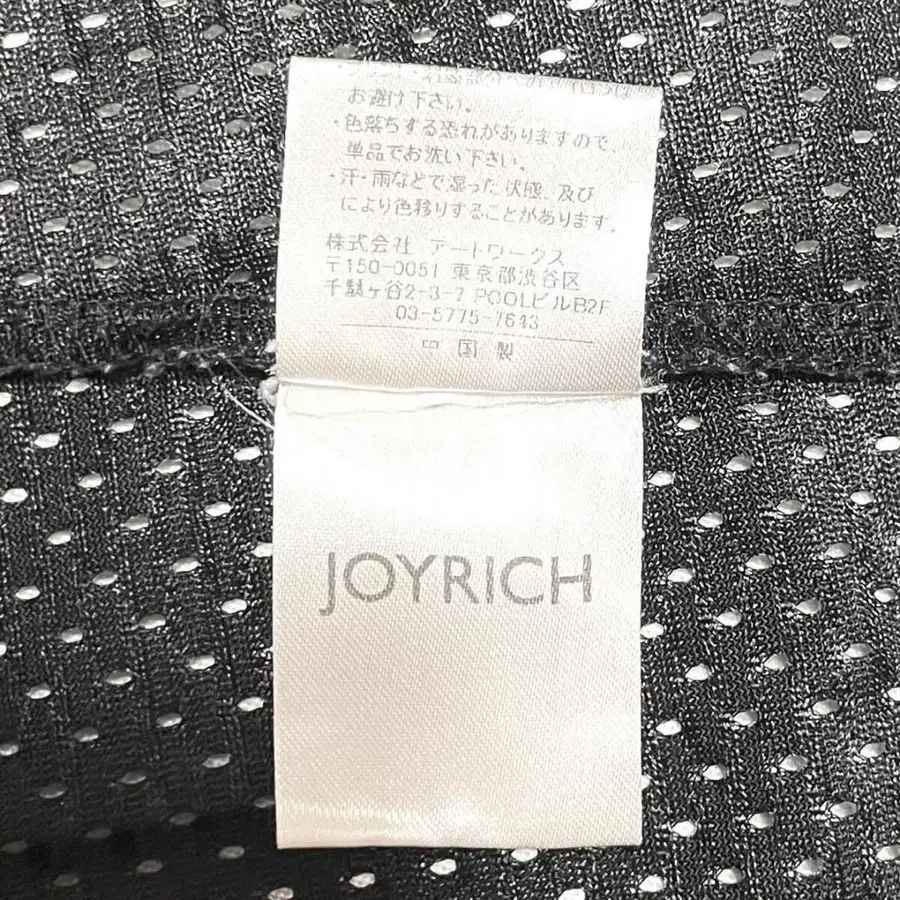 お避け下さい。
・色落ちする恐れがありますので、
単品でお洗い下さい。
・汗・雨などで湿った状態、及び
により色移りすることがあります。
株式会社 アートワークス
〒150-0051 東京都渋谷区
千駄ヶ谷2-3-7 POOLビルB2F
03-5775-7643
中国製
JOYRICH